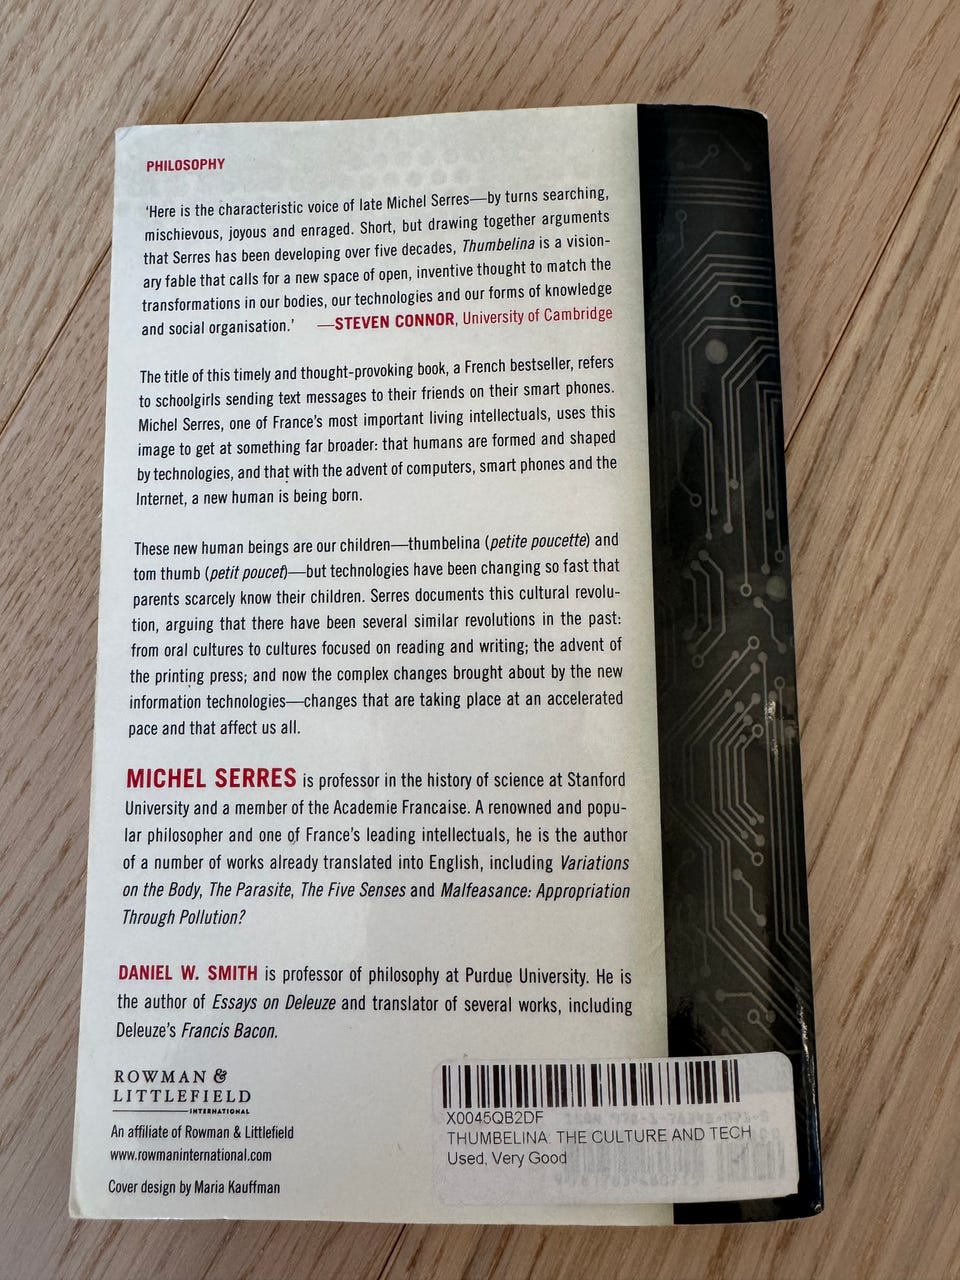 PHILOSOPHY
'Here is the characteristic voice of late Michel Serres—by turns searching,
mischievous, joyous and enraged. Short, but drawing together arguments
that Serres has been developing over five decades, Thumbelina is a vision-
ary fable that calls for a new space of open, inventive thought to match the
transformations in our bodies, our technologies and our forms of knowledge
and social organisation.' —STEVEN CONNOR, University of Cambridge
The title of this timely and thought-provoking book, a French bestseller, refers
to schoolgirls sending text messages to their friends on their smart phones.
Michel Serres, one of France's most important living intellectuals, uses this
image to get at something far broader: that humans are formed and shaped
by technologies, and that with the advent of computers, smart phones and the
Internet, a new human is being born.
These new human beings are our children—thumbelina (petite poucette) and
tom thumb (petit poucet)—but technologies have been changing so fast that
parents scarcely know their children. Serres documents this cultural revolu-
tion, arguing that there have been several similar revolutions in the past:
from oral cultures to cultures focused on reading and writing; the advent of
the printing press; and now the complex changes brought about by the new
information technologies—changes that are taking place at an accelerated
pace and that affect us all.
MICHEL SERRES is professor in the history of science at Stanford
University and a member of the Academie Francaise. A renowned and popu-
lar philosopher and one of France's leading intellectuals, he is the author
of a number of works already translated into English, including Variations
on the Body, The Parasite, The Five Senses and Malfeasance: Appropriation
Through Pollution?
DANIEL W. SMITH is professor of philosophy at Purdue University. He is
the author of Essays on Deleuze and translator of several works, including
Deleuze's Francis Bacon.
ROWMAN &
LITTLEFIELD
INTERNATIONAL
An affiliate of Rowman & Littlefield
www.rowmaninternational.com
Cover design by Maria Kauffman
X0045QB2DF
THUMBELINA: THE CULTURE AND TECH
Used, Very Good